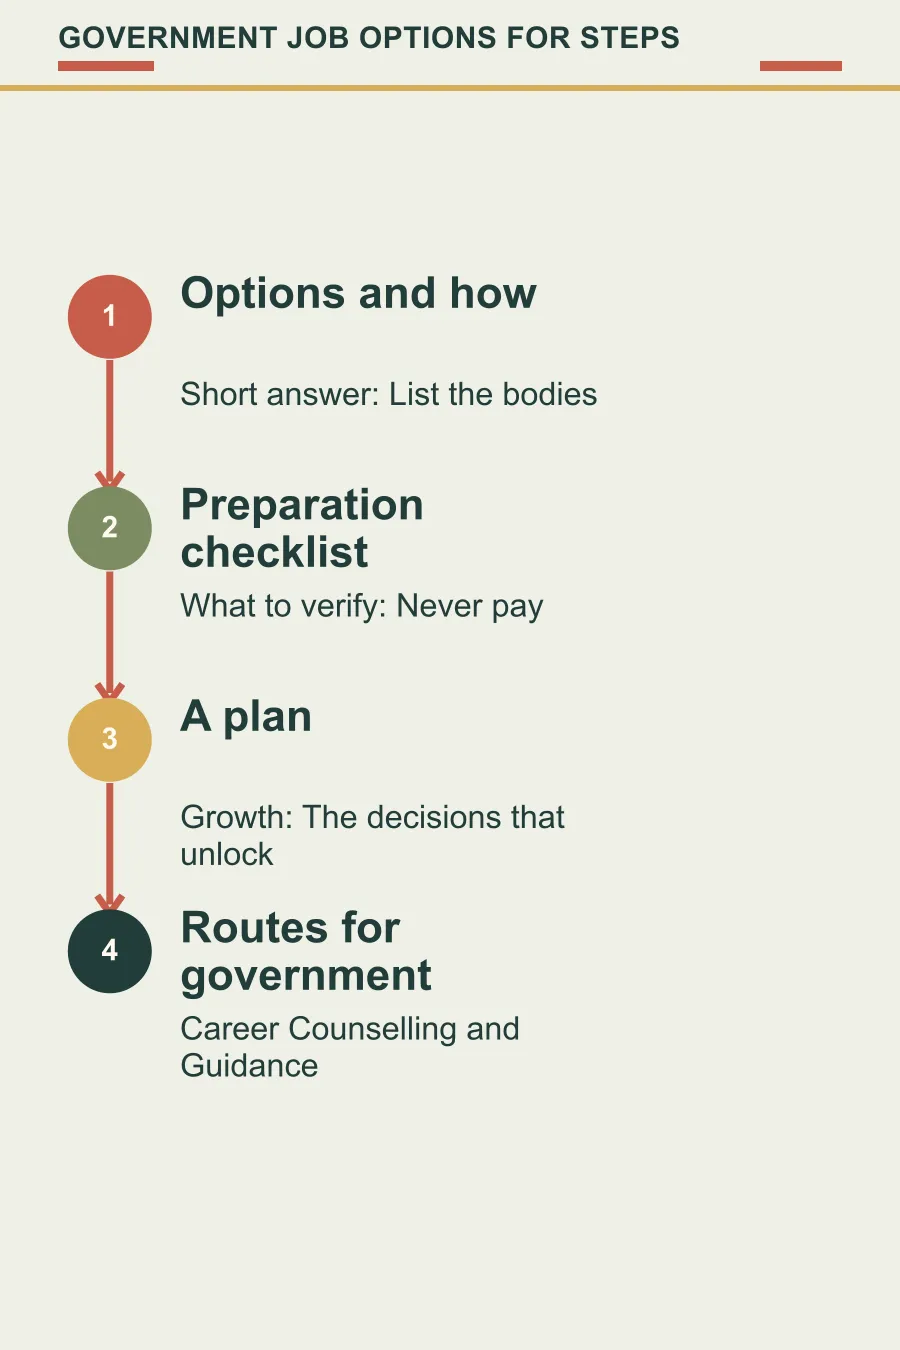 GOVERNMENT JOB OPTIONS FOR STEPS
1
Options and how
Short answer: List the bodies
2
Preparation
checklist
What to verify: Never pay
3
A plan
Growth: The decisions that
unlock
4
Routes for
government
Career Counselling and
Guidance